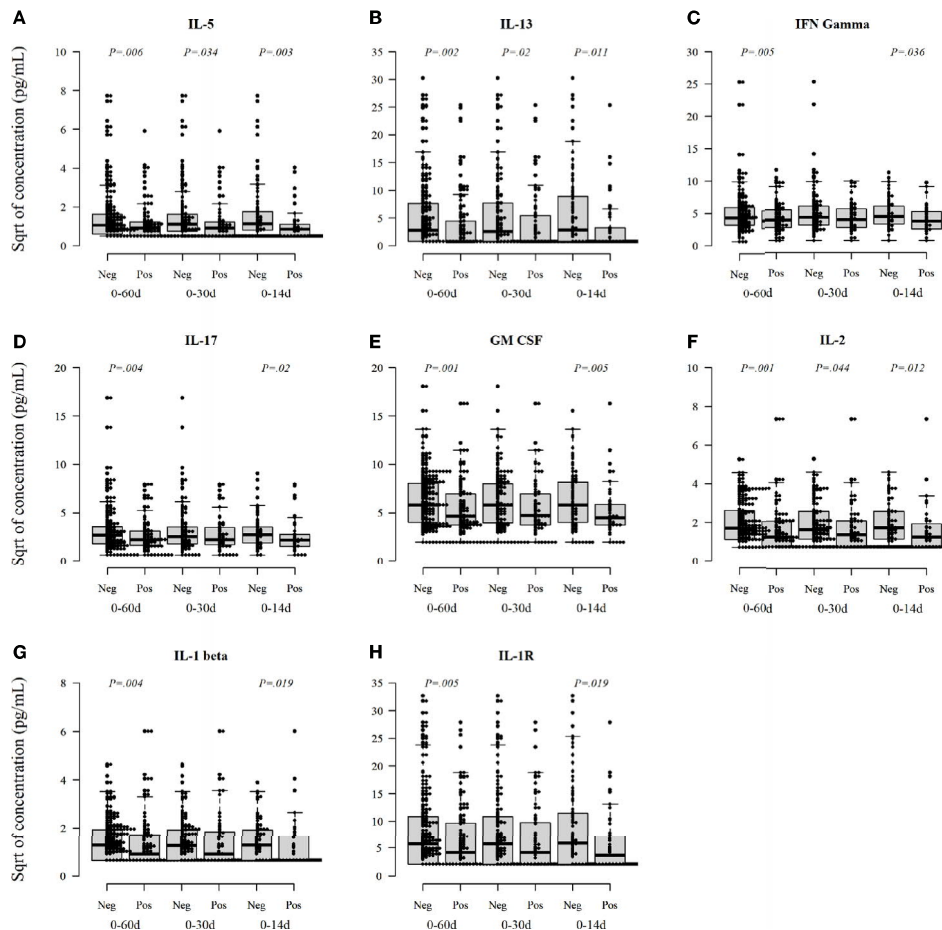 A
IL-5
Sqrt of concentration (pg/mL)
10
8
6
4
2
0
P=.006 P=.034 P=.003
Neg Pos Neg Pos Neg Pos
0-60d 0-30d 0-14d
B
IL-13
35
30
25
20
15
10
5
0
P=.002 P=.02 P=.011
Neg Pos Neg Pos Neg Pos
0-60d 0-30d 0-14d
C
IFN Gamma
30
25
20
15
10
5
0
P=.005 P=.036
Neg Pos Neg Pos Neg Pos
0-60d 0-30d 0-14d
D
IL-17
Sqrt of concentration (pg/mL)
20
15
10
5
0
P=.004 P=.02
Neg Pos Neg Pos Neg Pos
0-60d 0-30d 0-14d
E
GM CSF
20
15
10
5
0
P=.001 P=.005
Neg Pos Neg Pos Neg Pos
0-60d 0-30d 0-14d
F
IL-2
10
8
6
4
2
0
P=.001 P=.044 P=.012
Neg Pos Neg Pos Neg Pos
0-60d 0-30d 0-14d
G
IL-1 beta
Sqrt of concentration (pg/mL)
8
6
4
2
0
P=.004 P=.019
Neg Pos Neg Pos Neg Pos
0-60d 0-30d 0-14d
H
IL-1R
35
30
25
20
15
10
5
0
P=.005 P=.019
Neg Pos Neg Pos Neg Pos
0-60d 0-30d 0-14d